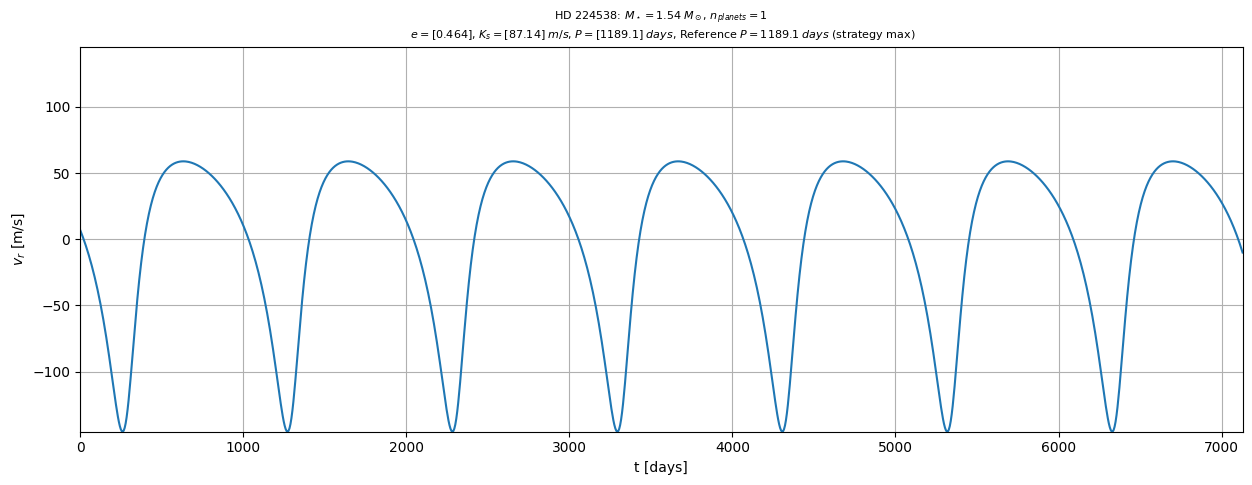 HD 224538: $M_\star = 1.54\ M_\odot$, $n_{planets} = 1$
$e = [0.464]$, $K_s = [87.14]\ m/s$, $P = [1189.1]\ days$, Reference $P = 1189.1\ days$ (strategy max)
100
50
0
−50
−100
$v_r$ [m/s]
0 1000 2000 3000 4000 5000 6000 7000
t [days]